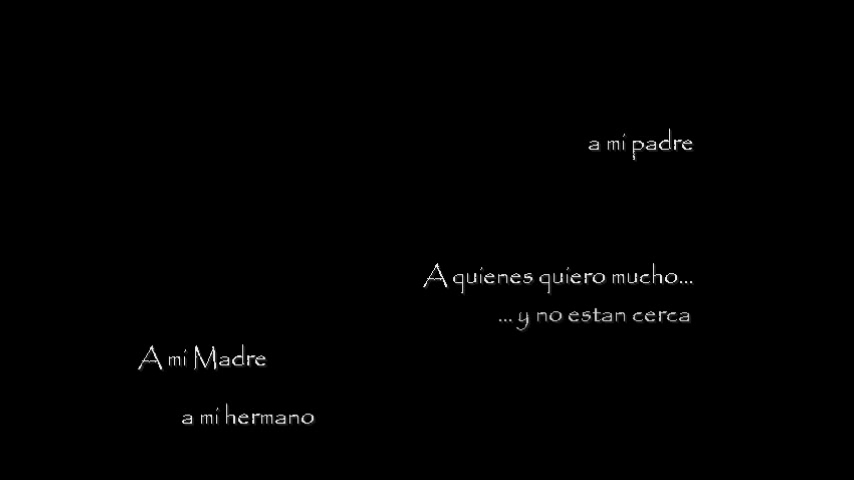 a mi padre
A quienes quiero mucho...
... y no estan cerca
A mi Madre
a mi hermano